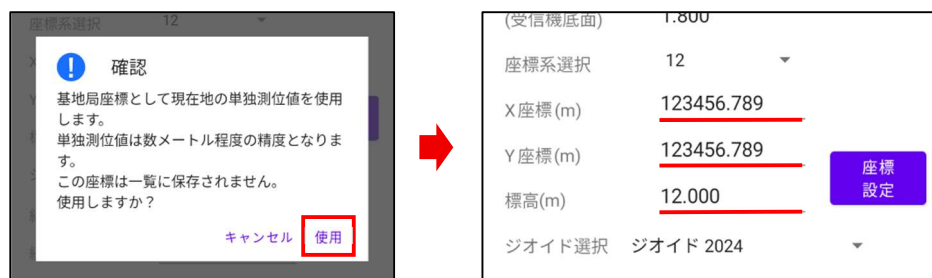 座標系選択 12
確認
基地局座標として現在地の単独測位値を使用
します。
単独測位値は数メートル程度の精度となりま
す。
この座標は一覧に保存されません。
使用しますか？
キャンセル 使用
(受信機底面) 1.800
座標系選択 12
X座標(m) 123456.789
Y座標(m) 123456.789
座標
設定
標高(m) 12.000
ジオイド選択 ジオイド 2024